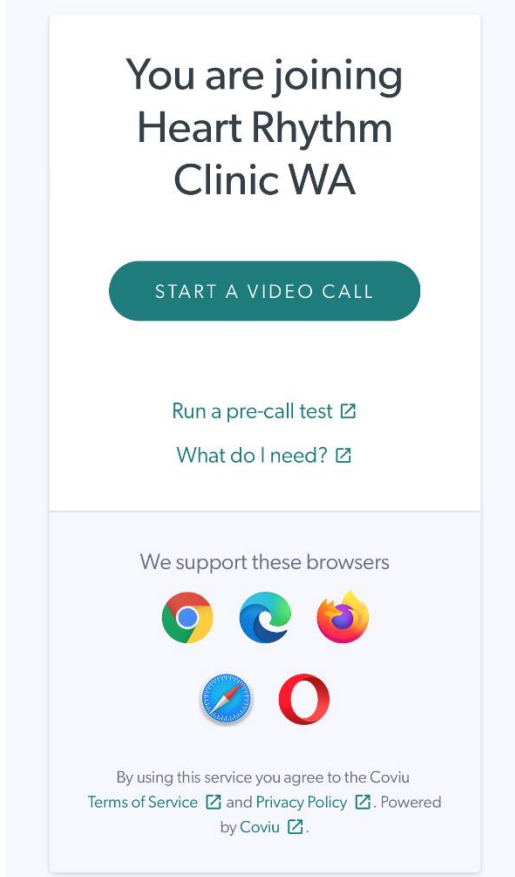 You are joining
Heart Rhythm
Clinic WA
START A VIDEO CALL
Run a pre-call test
What do I need?
We support these browsers
By using this service you agree to the Coviu
Terms of Service and Privacy Policy . Powered
by Coviu .